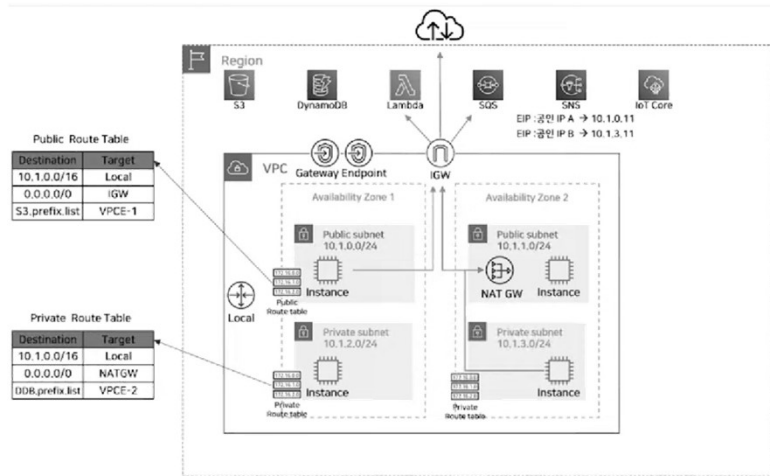 Region
S3
DynamoDB
Lambda
SQS
SNS
IoT Core
EIP :공인 IP A → 10.1.0.11
EIP :공인 IP B → 10.1.3.11
Public Route Table
Destination Target
10.1.0.0/16 Local
0.0.0.0/0 IGW
S3.prefix.list VPCE-1
VPC
Gateway Endpoint
IGW
Availability Zone 1
Availability Zone 2
Public subnet
10.1.0.0/24
Instance
Public
Route table
Public subnet
10.1.1.0/24
NAT GW
Instance
Local
Private Route Table
Destination Target
10.1.0.0/16 Local
0.0.0.0/0 NATGW
DDB.prefix.list VPCE-2
Private subnet
10.1.2.0/24
Instance
Private
Route table
Private subnet
10.1.3.0/24
Instance
Private
Route table